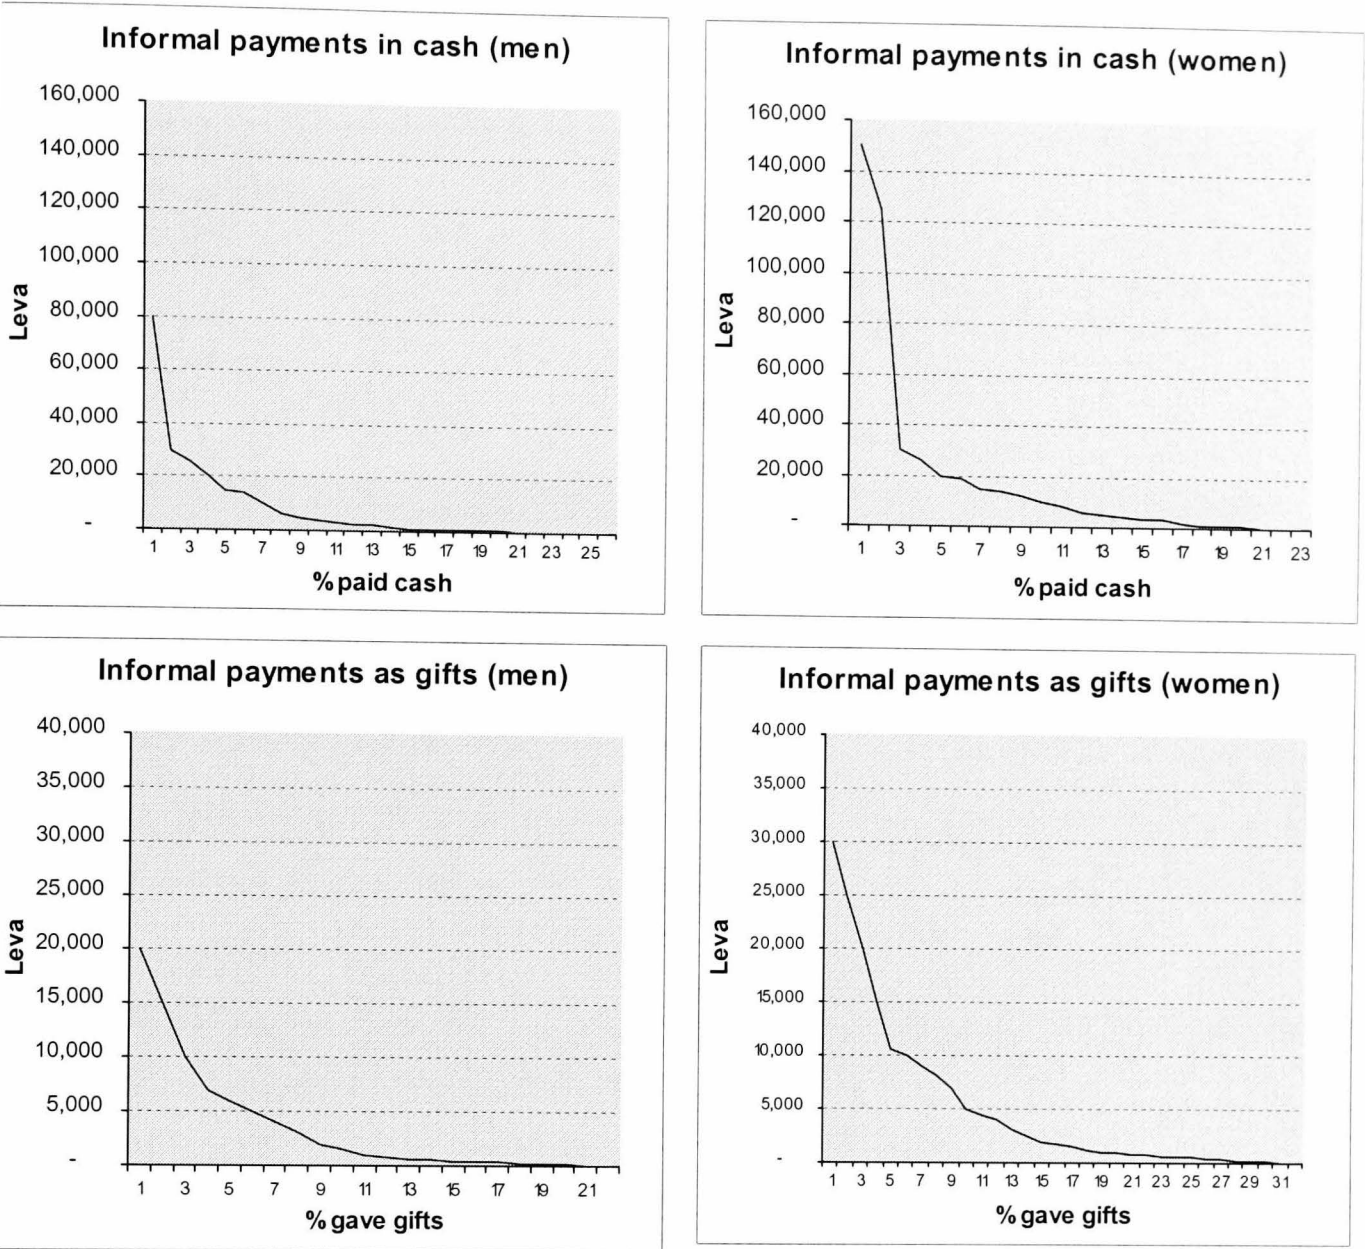 Informal payments in cash (men)
160,000
140,000
120,000
100,000
80,000
60,000
40,000
20,000
-
Leva
1 3 5 7 9 11 13 15 17 19 21 23 25
% paid cash
Informal payments in cash (women)
160,000
140,000
120,000
100,000
80,000
60,000
40,000
20,000
-
Leva
1 3 5 7 9 11 13 15 17 19 21 23
% paid cash
Informal payments as gifts (men)
40,000
35,000
30,000
25,000
20,000
15,000
10,000
5,000
-
Leva
1 3 5 7 9 11 13 15 17 19 21
% gave gifts
Informal payments as gifts (women)
40,000
35,000
30,000
25,000
20,000
15,000
10,000
5,000
-
Leva
1 3 5 7 9 11 13 15 17 19 21 23 25 27 29 31
% gave gifts